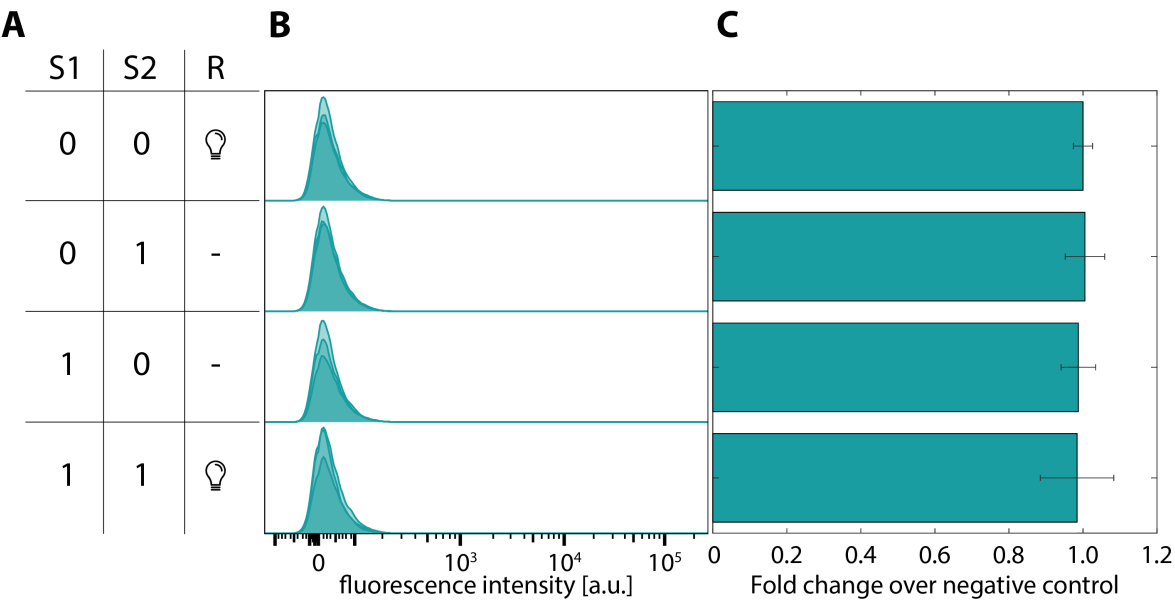 A
B
C
S1 S2 R
0 0
0 1 -
1 0 -
1 1
0 10³ 10⁴ 10⁵
fluorescence intensity [a.u.]
0 0.2 0.4 0.6 0.8 1.0 1.2
Fold change over negative control